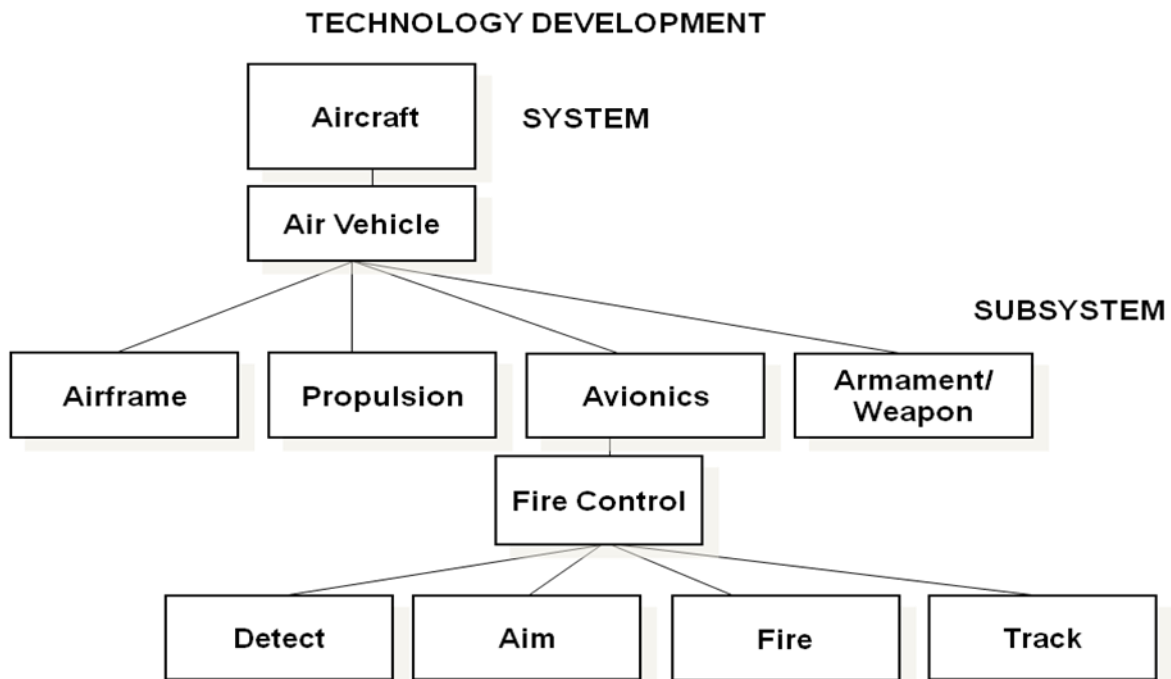 TECHNOLOGY DEVELOPMENT
Aircraft
SYSTEM
Air Vehicle
SUBSYSTEM
Airframe
Propulsion
Avionics
Armament/
Weapon
Fire Control
Detect
Aim
Fire
Track